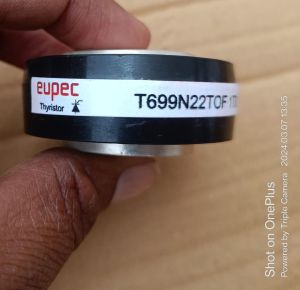 eupec
Thyristor
T699N22TOF
Shot on OnePlus
Powered by Triple Camera 2024.03.07 13:35